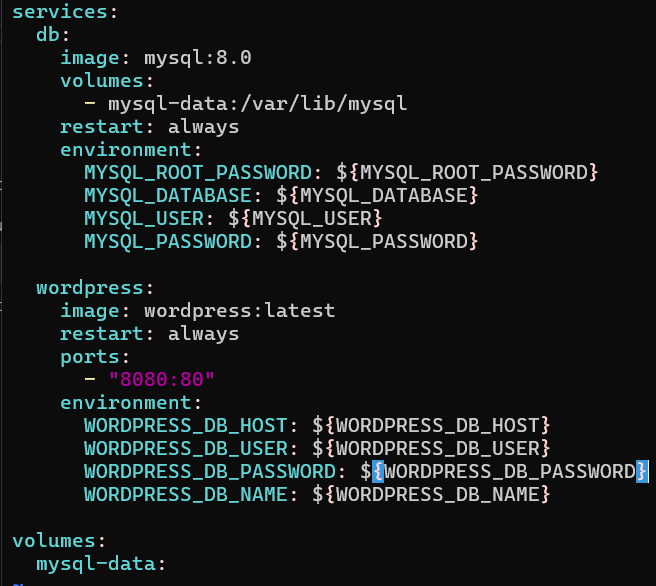 services:
  db:
    image: mysql:8.0
    volumes:
      - mysql-data:/var/lib/mysql
    restart: always
    environment:
      MYSQL_ROOT_PASSWORD: ${MYSQL_ROOT_PASSWORD}
      MYSQL_DATABASE: ${MYSQL_DATABASE}
      MYSQL_USER: ${MYSQL_USER}
      MYSQL_PASSWORD: ${MYSQL_PASSWORD}

  wordpress:
    image: wordpress:latest
    restart: always
    ports:
      - "8080:80"
    environment:
      WORDPRESS_DB_HOST: ${WORDPRESS_DB_HOST}
      WORDPRESS_DB_USER: ${WORDPRESS_DB_USER}
      WORDPRESS_DB_PASSWORD: ${WORDPRESS_DB_PASSWORD}
      WORDPRESS_DB_NAME: ${WORDPRESS_DB_NAME}

volumes:
  mysql-data: